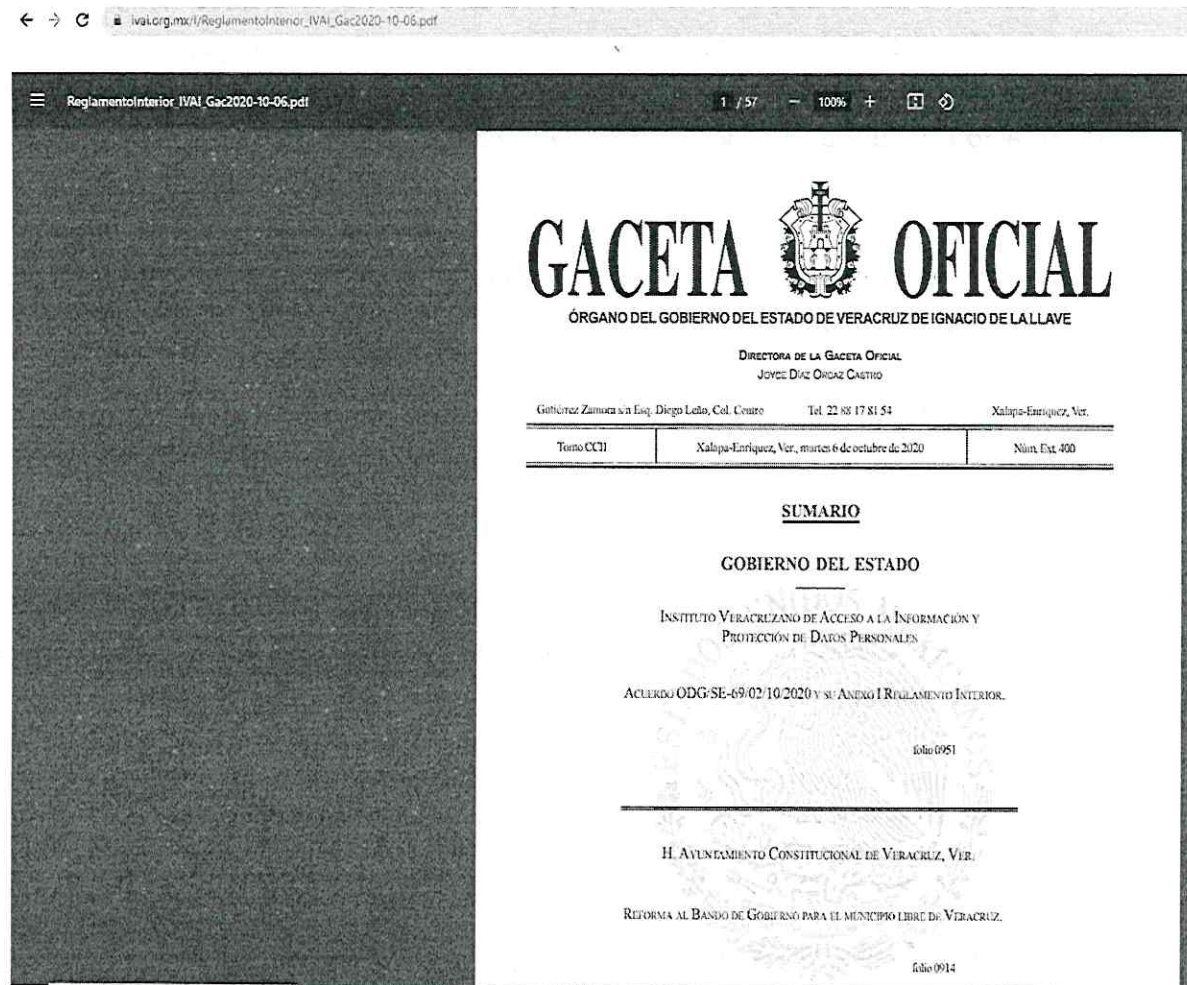 ivai.org.mx/i/ReglamentoInterior_IVAI_Gac2020-10-06.pdf
ReglamentoInterior_IVAI_Gac2020-10-06.pdf
1 / 57 — 100% +
GACETA OFICIAL
ÓRGANO DEL GOBIERNO DEL ESTADO DE VERACRUZ DE IGNACIO DE LA LLAVE
DIRECTORA DE LA GACETA OFICIAL
JOYCE DÍAZ ORDAZ CASTRO
Gutiérrez Zamora s/n Esq. Diego Leño, Col. Centro Tel. 22 88 17 81 54 Xalapa-Enríquez, Ver.
Tomo CCII Xalapa-Enríquez, Ver., martes 6 de octubre de 2020 Núm. Ext. 400
SUMARIO
GOBIERNO DEL ESTADO
INSTITUTO VERACRUZANO DE ACCESO A LA INFORMACIÓN Y
PROTECCIÓN DE DATOS PERSONALES
ACUERDO ODG/SE-69/02/10/2020 Y SU ANEXO I REGLAMENTO INTERIOR.
folio 0951
H. AYUNTAMIENTO CONSTITUCIONAL DE VERACRUZ, VER.
REFORMA AL BANDO DE GOBIERNO PARA EL MUNICIPIO LIBRE DE VERACRUZ.
folio 0914